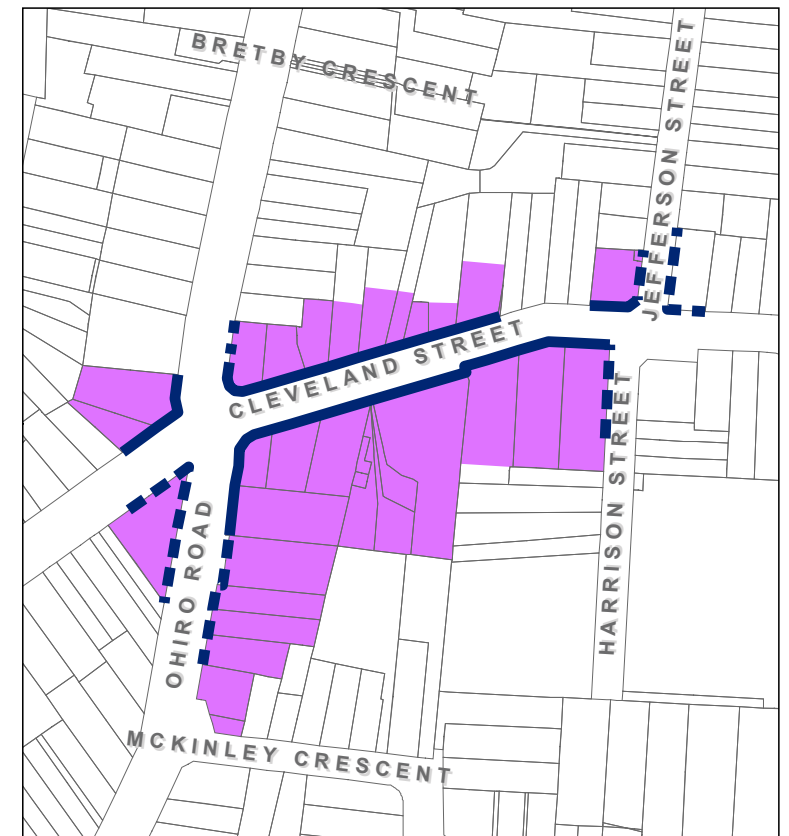 BRETBY CRESCENT
JEFFERSON STREET
CLEVELAND STREET
HARRISON STREET
OHIRO ROAD
MCKINLEY CRESCENT